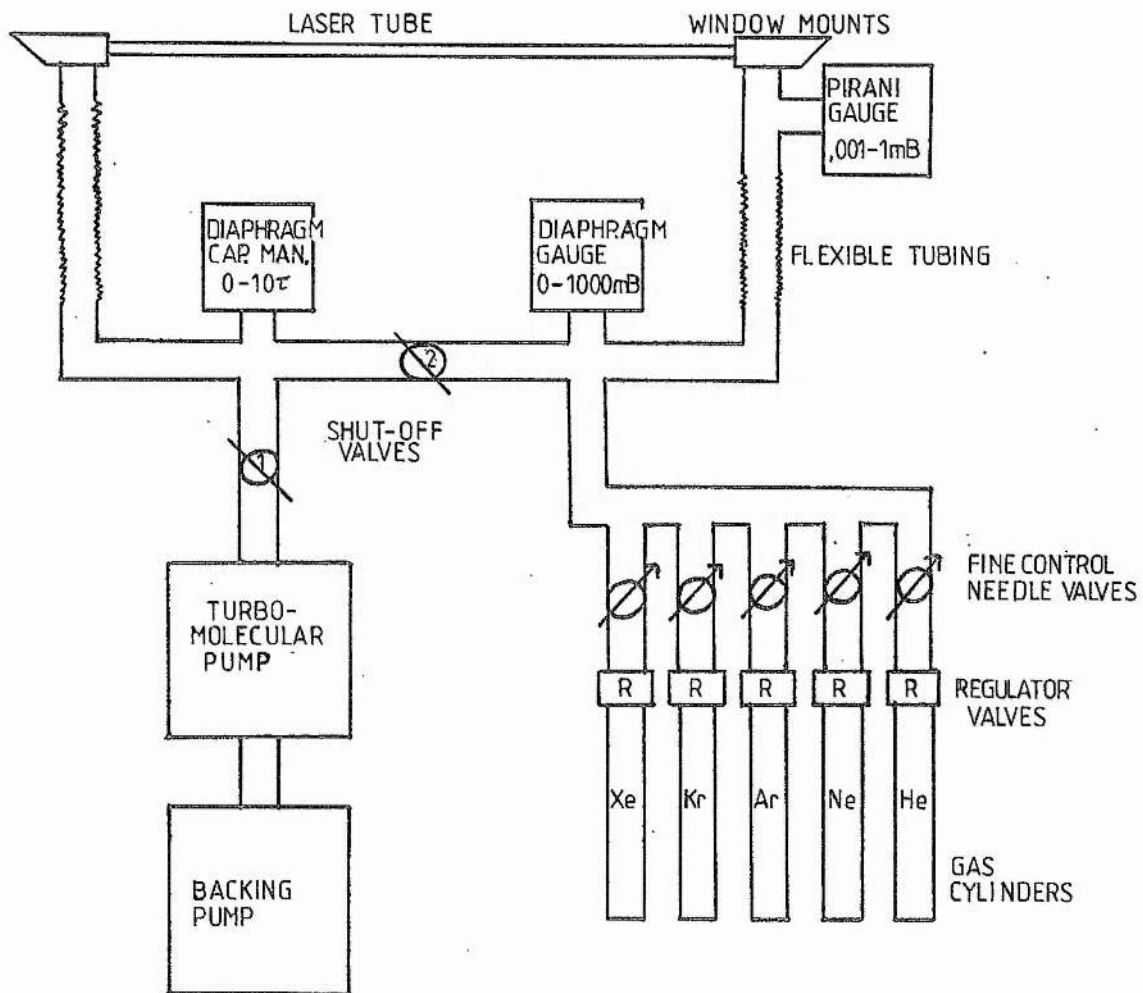 LASER TUBE
WINDOW MOUNTS
PIRANI
GAUGE
,001-1mB
DIAPHRAGM
CAP. MAN.
0-10τ
DIAPHRAGM
GAUGE
0-1000mB
FLEXIBLE TUBING
2
SHUT-OFF
VALVES
1
FINE CONTROL
NEEDLE VALVES
TURBO-
MOLECULAR
PUMP
R R R R R
REGULATOR
VALVES
Xe Kr Ar Ne He
GAS
CYLINDERS
BACKING
PUMP